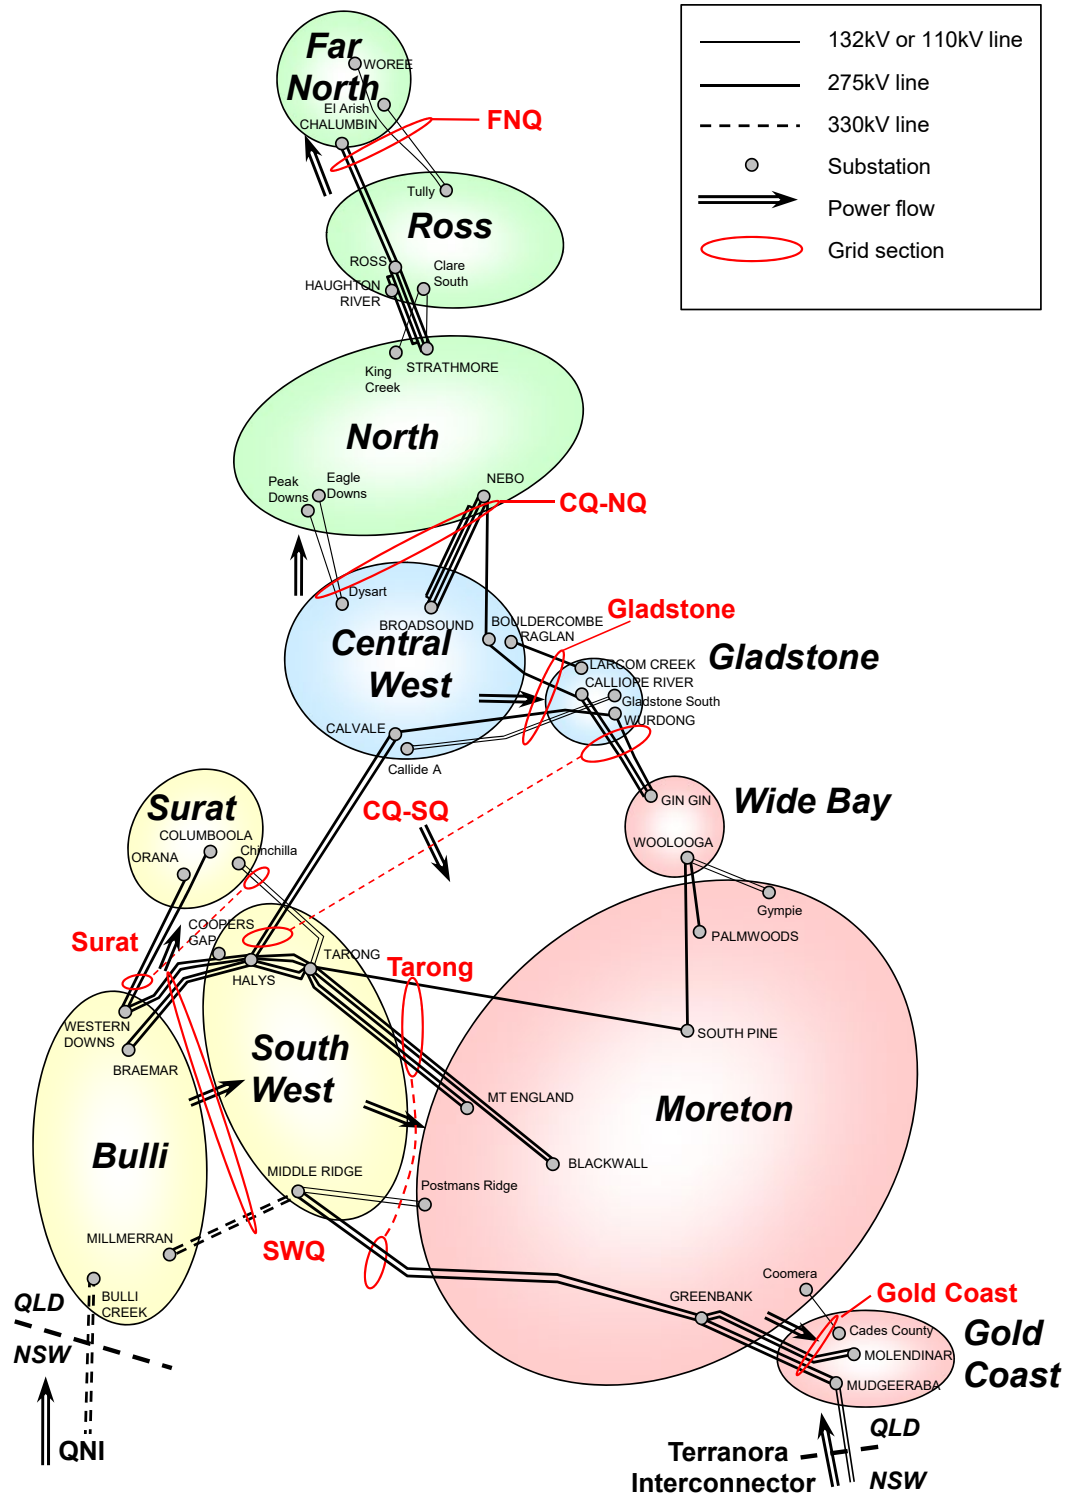 132kV or 110kV line
275kV line
330kV line
Substation
Power flow
Grid section
Far
North
WOREE
El Arish
CHALUMBIN
FNQ
Tully
Ross
ROSS
Clare
South
HAUGHTON
RIVER
King
Creek
STRATHMORE
North
Peak
Downs
Eagle
Downs
NEBO
CQ-NQ
Dysart
BROADSOUND
BOULDERCOMBE
RAGLAN
Gladstone
Central
West
Gladstone
LARCOM CREEK
CALLIOPE RIVER
Gladstone South
WURDONG
CALVALE
Callide A
CQ-SQ
GIN GIN
Wide Bay
WOOLOOGA
Gympie
PALMWOODS
Surat
COLUMBOOLA
ORANA
Chinchilla
COOPERS
GAP
Surat
HALYS
TARONG
Tarong
WESTERN
DOWNS
BRAEMAR
SOUTH PINE
South
West
MT ENGLAND
Moreton
Bulli
BLACKWALL
MIDDLE RIDGE
Postmans Ridge
MILLMERRAN
SWQ
BULLI
CREEK
QLD
NSW
QNI
Coomera
GREENBANK
Gold Coast
Cades County
MOLENDINAR
MUDGEERABA
Gold
Coast
QLD
NSW
Terranora
Interconnector